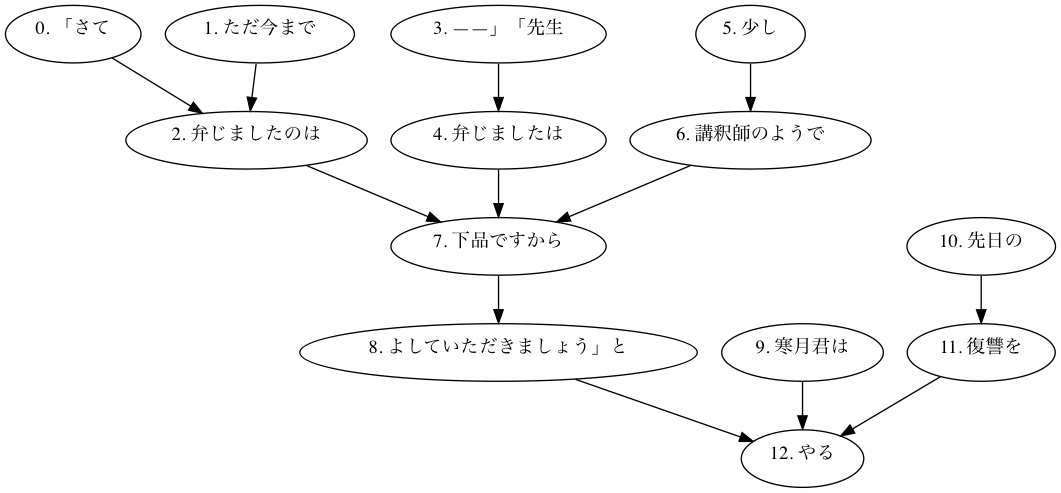 0. 「さて
1. ただ今まで
2. 弁じましたのは
3. ——」「先生
4. 弁じましたは
5. 少し
6. 講釈師のようで
7. 下品ですから
8. よしていただきましょう」と
9. 寒月君は
10. 先日の
11. 復讐を
12. やる